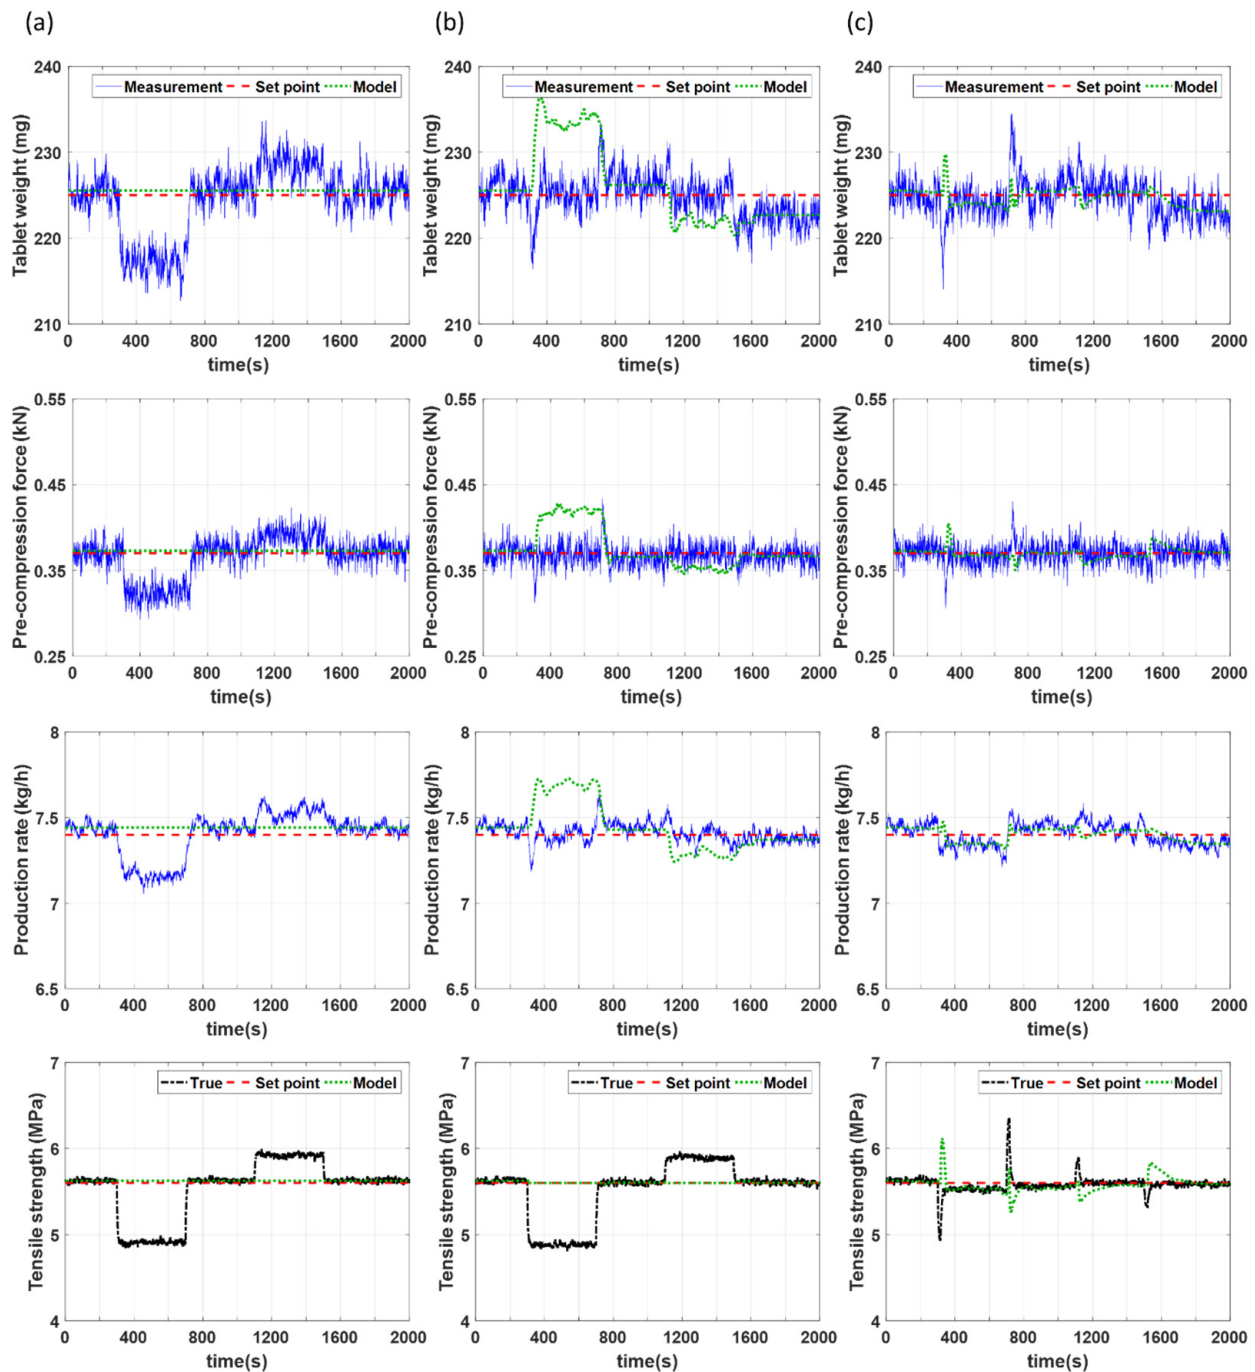 (a) (b) (c)
Measurement Set point Model
Tablet weight (mg)
240
230
220
210
0 400 800 1200 1600 2000
time(s)
Measurement Set point Model
Tablet weight (mg)
240
230
220
210
0 400 800 1200 1600 2000
time(s)
Measurement Set point Model
Tablet weight (mg)
240
230
220
210
0 400 800 1200 1600 2000
time(s)
Pre-compression force (kN)
0.55
0.45
0.35
0.25
0 400 800 1200 1600 2000
time(s)
Pre-compression force (kN)
0.55
0.45
0.35
0.25
0 400 800 1200 1600 2000
time(s)
Pre-compression force (kN)
0.55
0.45
0.35
0.25
0 400 800 1200 1600 2000
time(s)
Production rate (kg/h)
8
7.5
7
6.5
0 400 800 1200 1600 2000
time(s)
Production rate (kg/h)
8
7.5
7
6.5
0 400 800 1200 1600 2000
time(s)
Production rate (kg/h)
8
7.5
7
6.5
0 400 800 1200 1600 2000
time(s)
True Set point Model
Tensile strength (MPa)
7
6
5
4
0 400 800 1200 1600 2000
time(s)
True Set point Model
Tensile strength (MPa)
7
6
5
4
0 400 800 1200 1600 2000
time(s)
True Set point Model
Tensile strength (MPa)
7
6
5
4
0 400 800 1200 1600 2000
time(s)